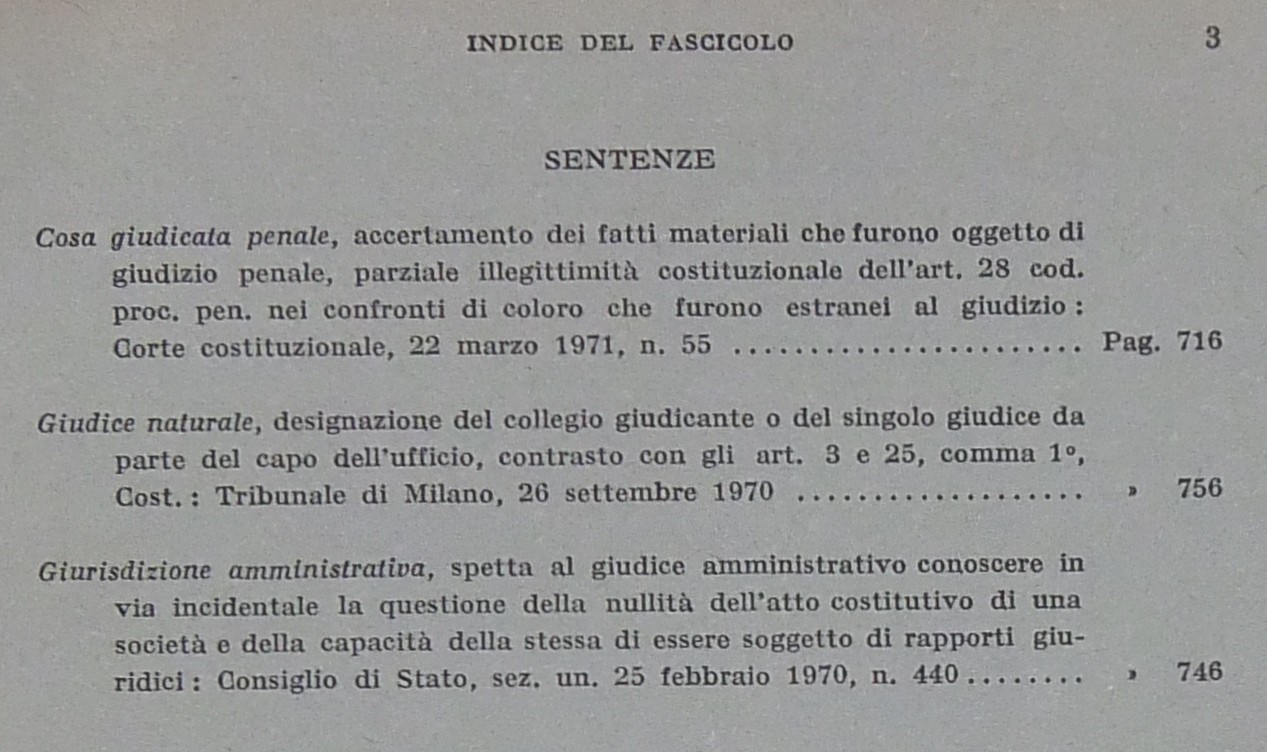 INDICE DEL FASCICOLO 3
SENTENZE
Cosa giudicata penale, accertamento dei fatti materiali che furono oggetto di
giudizio penale, parziale illegittimità costituzionale dell'art. 28 cod.
proc. pen. nei confronti di coloro che furono estranei al giudizio :
Corte costituzionale, 22 marzo 1971, n. 55 ....................... Pag. 716
Giudice naturale, designazione del collegio giudicante o del singolo giudice da
parte del capo dell'ufficio, contrasto con gli art. 3 e 25, comma 1º,
Cost. : Tribunale di Milano, 26 settembre 1970 ................... » 756
Giurisdizione amministrativa, spetta al giudice amministrativo conoscere in
via incidentale la questione della nullità dell'atto costitutivo di una
società e della capacità della stessa di essere soggetto di rapporti giu-
ridici : Consiglio di Stato, sez. un. 25 febbraio 1970, n. 440 ........ » 746